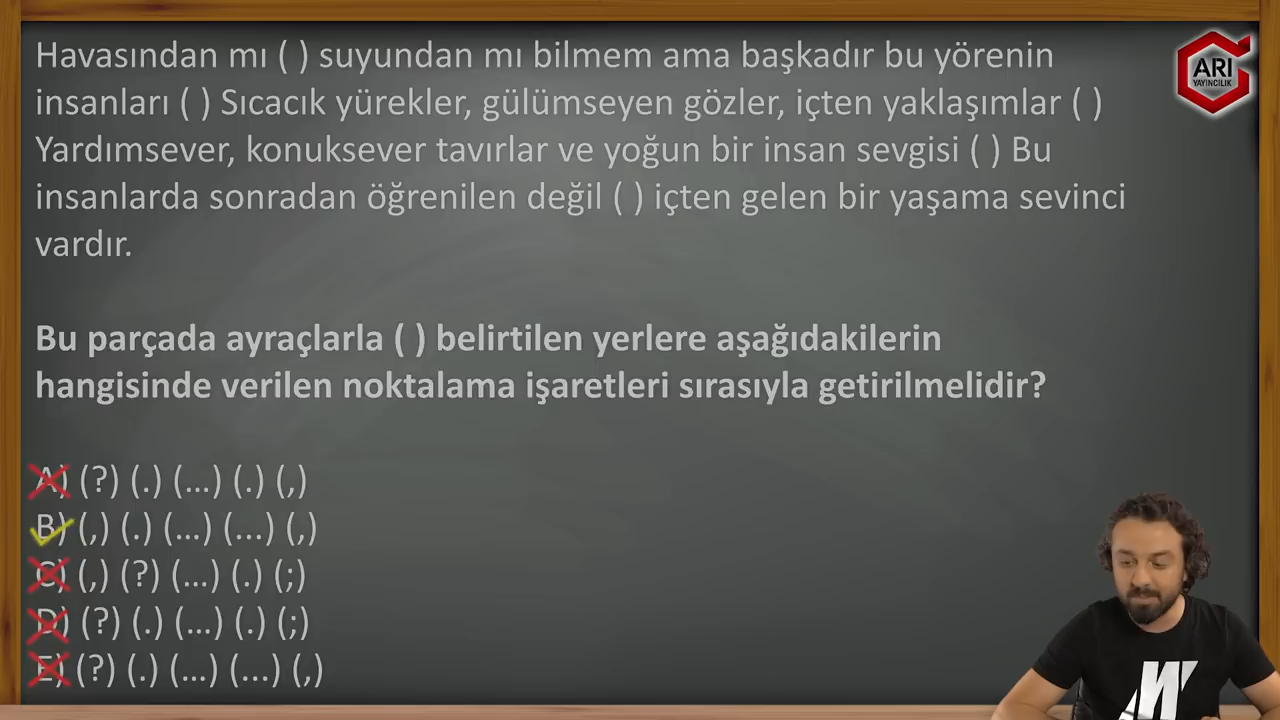 Havasından mı ( ) suyundan mı bilmem ama başkadır bu yörenin
insanları ( ) Sıcacık yürekler, gülümseyen gözler, içten yaklaşımlar ( )
Yardımsever, konuksever tavırlar ve yoğun bir insan sevgisi ( ) Bu
insanlarda sonradan öğrenilen değil ( ) içten gelen bir yaşama sevinci
vardır.
Bu parçada ayraçlarla ( ) belirtilen yerlere aşağıdakilerin
hangisinde verilen noktalama işaretleri sırasıyla getirilmelidir?
A) (?) (.) (...) (.) (,)
B) (,) (.) (...) (...) (,)
C) (,) (?) (...) (.) (;)
D) (?) (.) (...) (.) (;)
E) (?) (.) (...) (...) (,)
ARI
YAYINCILIK